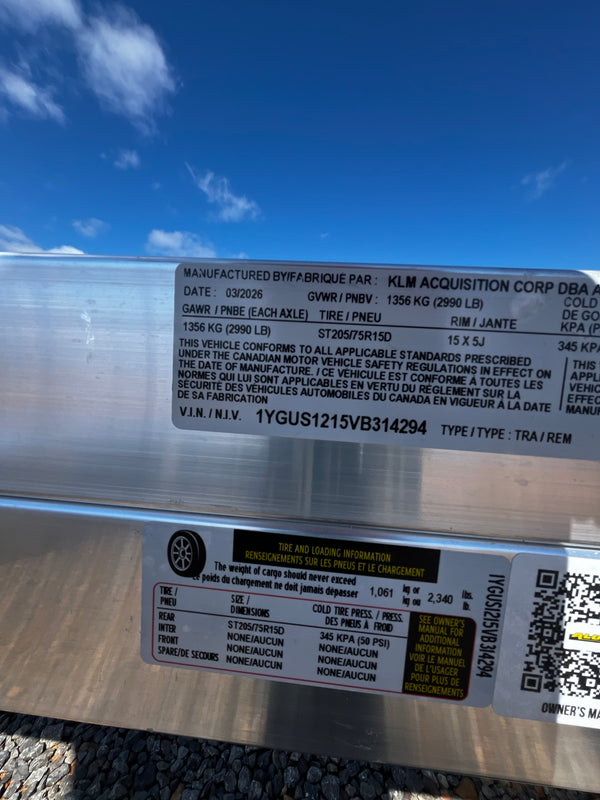 MANUFACTURED BY/FABRIQUE PAR : KLM ACQUISITION CORP DBA
DATE : 03/2026 GVWR / PNBV : 1356 KG (2990 LB) COLD
GAWR / PNBE (EACH AXLE) TIRE / PNEU RIM / JANTE DE GO
KPA (P
1356 KG (2990 LB) ST205/75R15D 15 X 5J 345 KPA
THIS VEHICLE CONFORMS TO ALL APPLICABLE STANDARDS PRESCRIBED
UNDER THE CANADIAN MOTOR VEHICLE SAFETY REGULATIONS IN EFFECT ON
THE DATE OF MANUFACTURE. / CE VEHICULE EST CONFORME À TOUTES LES
NORMES QUI LUI SONT APPLICABLES EN VERTU DU RÈGLEMENT SUR LA
SÉCURITÉ DES VÉHICULES AUTOMOBILES DU CANADA EN VIGUEUR À LA DATE
DE SA FABRICATION
THIS
APPL
VEHIC
EFFE
MANUF
V.I.N. / N.I.V. 1YGUS1215VB314294 TYPE / TYPE : TRA / REM
TIRE AND LOADING INFORMATION
RENSEIGNEMENTS SUR LES PNEUS ET LE CHARGEMENT
The weight of cargo should never exceed
Le poids du chargement ne doit jamais dépasser
1,061 kg or 2,340 lbs.
kg ou lb.
TIRE / PNEU SIZE / DIMENSIONS COLD TIRE PRESS. / PRESS. DES PNEUS À FROID
REAR ST205/75R15D 345 KPA (50 PSI)
INTER NONE/AUCUN NONE/AUCUN
FRONT NONE/AUCUN NONE/AUCUN
SPARE/DE SECOURS NONE/AUCUN NONE/AUCUN
SEE OWNER'S
MANUAL FOR
ADDITIONAL
INFORMATION
VOIR LE MANUEL
DE L'USAGER
POUR PLUS DE
RENSEIGNEMENTS
1YGUS1215VB314294
OWNER'S MA